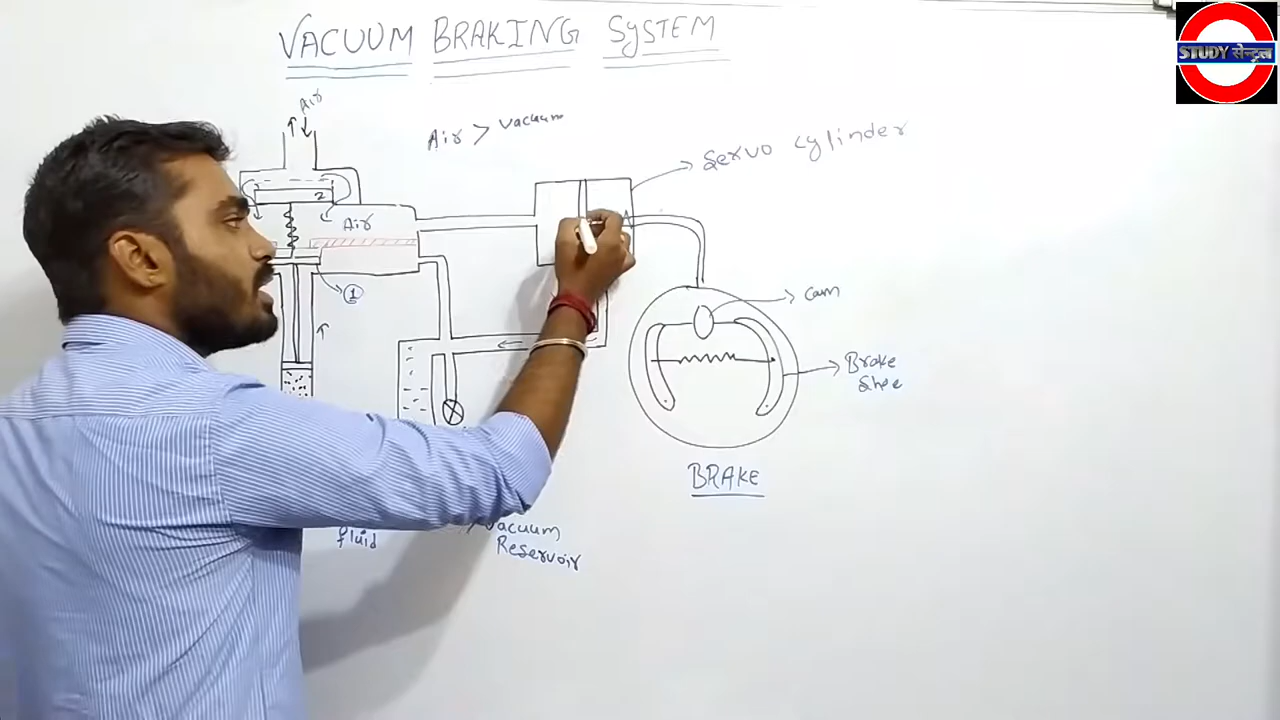 VACUUM BRAKING SYSTEM
STUDY सेन्ट्रल
Air
Air > vacuum
Servo cylinder
2
Air
1
Cam
Brake
Shoe
BRAKE
fluid
Vacuum
Reservoir